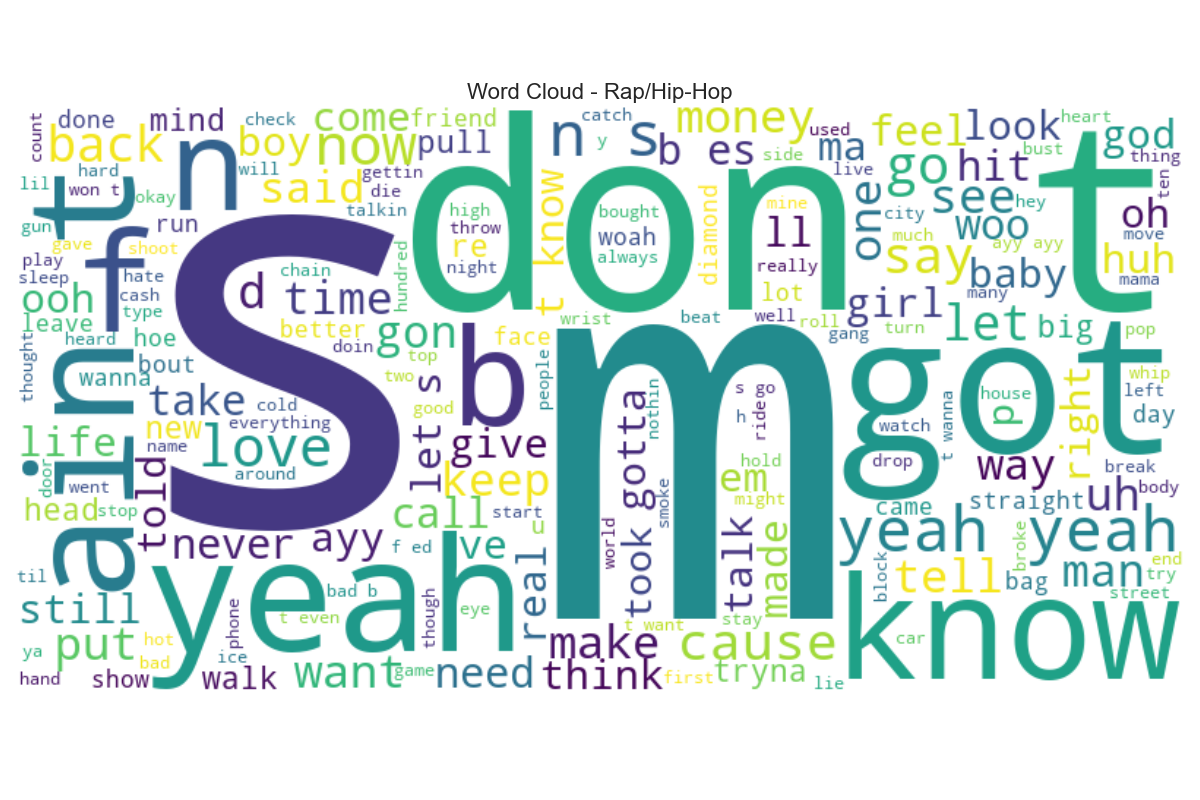 Word Cloud - Rap/Hip-Hop
count
done
mind
check
come
friend
catch
money
used
feel
look
heart
god
back
boy
now
pull
n s
y
b es
side
ma
bust
thing
hard
n
will
said
gettin
die
live
go
hit
ten
lil
won t
okay
talkin
don t
t know
high
throw
re
night
bought
woah
always
diamond
mine
ll
really
lot
one
city
much
see
woo
hey
say
ayy ayy
baby
oh
move
huh
mama
gun
gave
shoot
run
play
sleep
hate
ooh
cash
type
leave
heard
hoe
thought
wanna
bout
ain t
f
s
d
chain
time
hundred
better
doin
gon
top
two
good
face
b
people
wrist
beat
well
roll
girl
gang
many
turn
let
big
pop
whip
left
day
m
got
house
p
watch
drop
t wanna
right
way
break
body
take
cold
everything
new
name
love
around
let s
give
keep
nothin
took gotta
s go
h
ride
em
hold
might
smoke
world
talk
made
life
door
went
told
head
stop
never
ayy
call
start
u
f ed
ve
real
came
straight
uh
yeah yeah
block
tell
bag
man
broke
end
try
street
til
still
yeah
bad b
t even
phone
though
eye
t want
stay
know
car
put
ya
hot
bad
ice
hand
show
walk
want
game
need
make
think
cause
first
tryna
lie